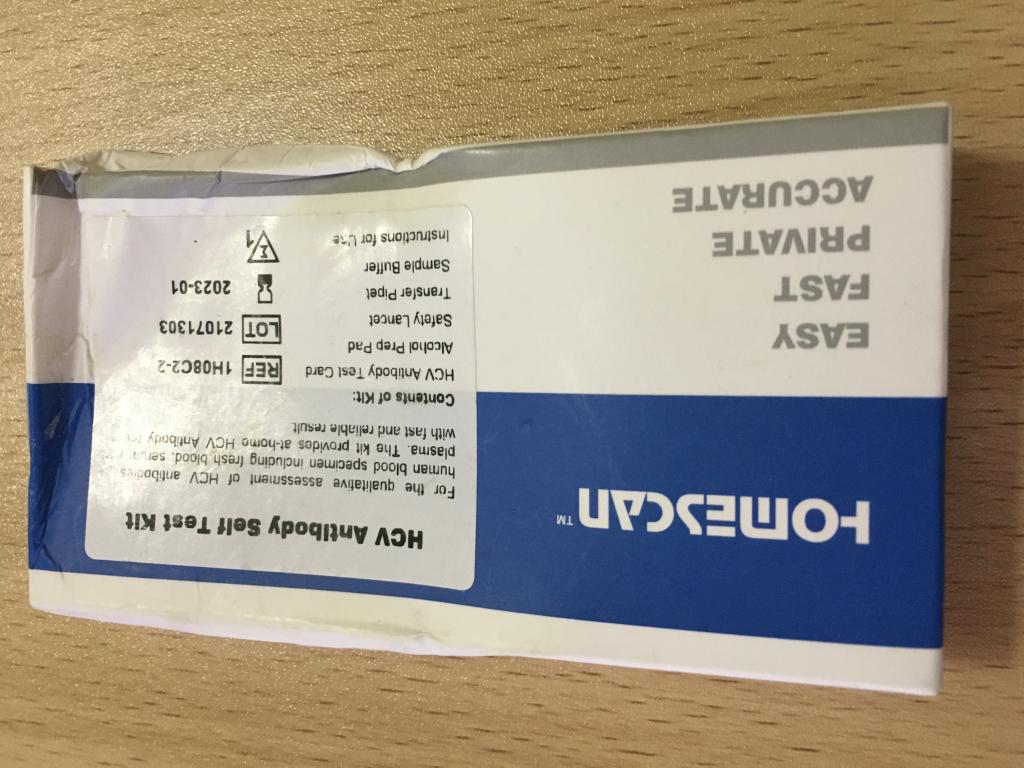 HOMESCAN™
EASY
FAST
PRIVATE
ACCURATE
HCV Antibody Self Test Kit
For the qualitative assessment of HCV antibodies
human blood specimen including fresh blood, serum
plasma. The kit provides at-home HCV Antibody
with fast and reliable result.
Contents of Kit:
HCV Antibody Test Card
Alcohol Prep Pad
Safety Lancet
Transfer Pipet
Sample Buffer
Instructions for Use
REF 1H08C2-2
LOT 21071303
2023-01
Σ
1